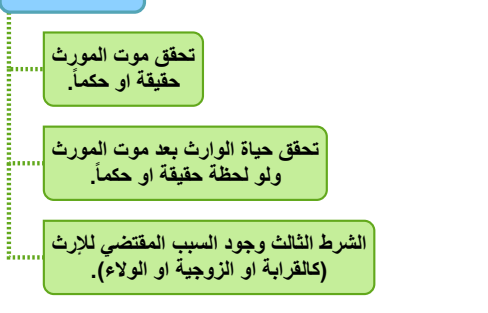 تحقق موت المورث
حقيقة او حكماً.
تحقق حياة الوارث بعد موت المورث
ولو لحظة حقيقة او حكماً.
الشرط الثالث وجود السبب المقتضي للإرث
(كالقرابة او الزوجية او الولاء).